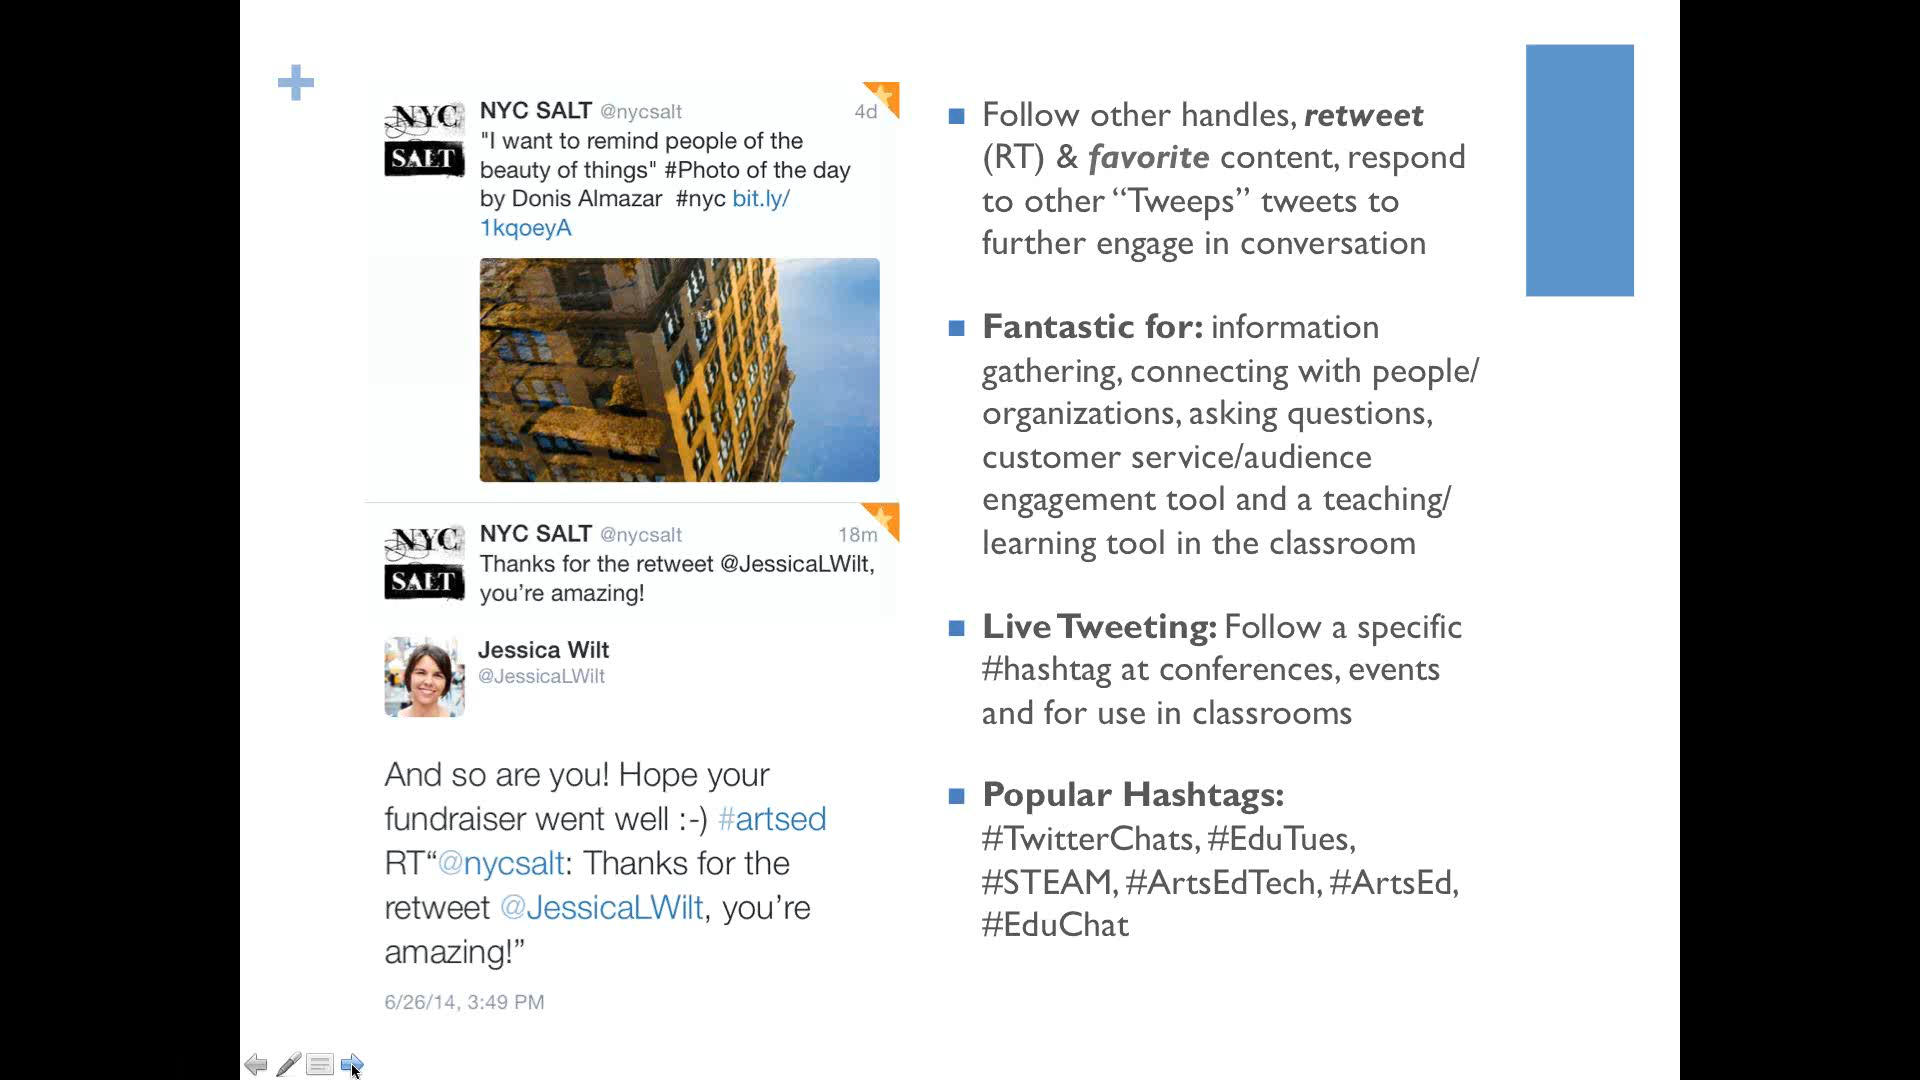 +
NYC
SALT
NYC SALT @nycsalt 4d
"I want to remind people of the
beauty of things" #Photo of the day
by Donis Almazar #nyc bit.ly/
1kqoeyA
NYC
SALT
NYC SALT @nycsalt 18m
Thanks for the retweet @JessicaLWilt,
you’re amazing!
Jessica Wilt
@JessicaLWilt
And so are you! Hope your
fundraiser went well :-) #artsed
RT“@nycsalt: Thanks for the
retweet @JessicaLWilt, you’re
amazing!”
6/26/14, 3:49 PM
Follow other handles, retweet
(RT) & favorite content, respond
to other “Tweeps” tweets to
further engage in conversation
Fantastic for: information
gathering, connecting with people/
organizations, asking questions,
customer service/audience
engagement tool and a teaching/
learning tool in the classroom
Live Tweeting: Follow a specific
#hashtag at conferences, events
and for use in classrooms
Popular Hashtags:
#TwitterChats, #EduTues,
#STEAM, #ArtsEdTech, #ArtsEd,
#EduChat